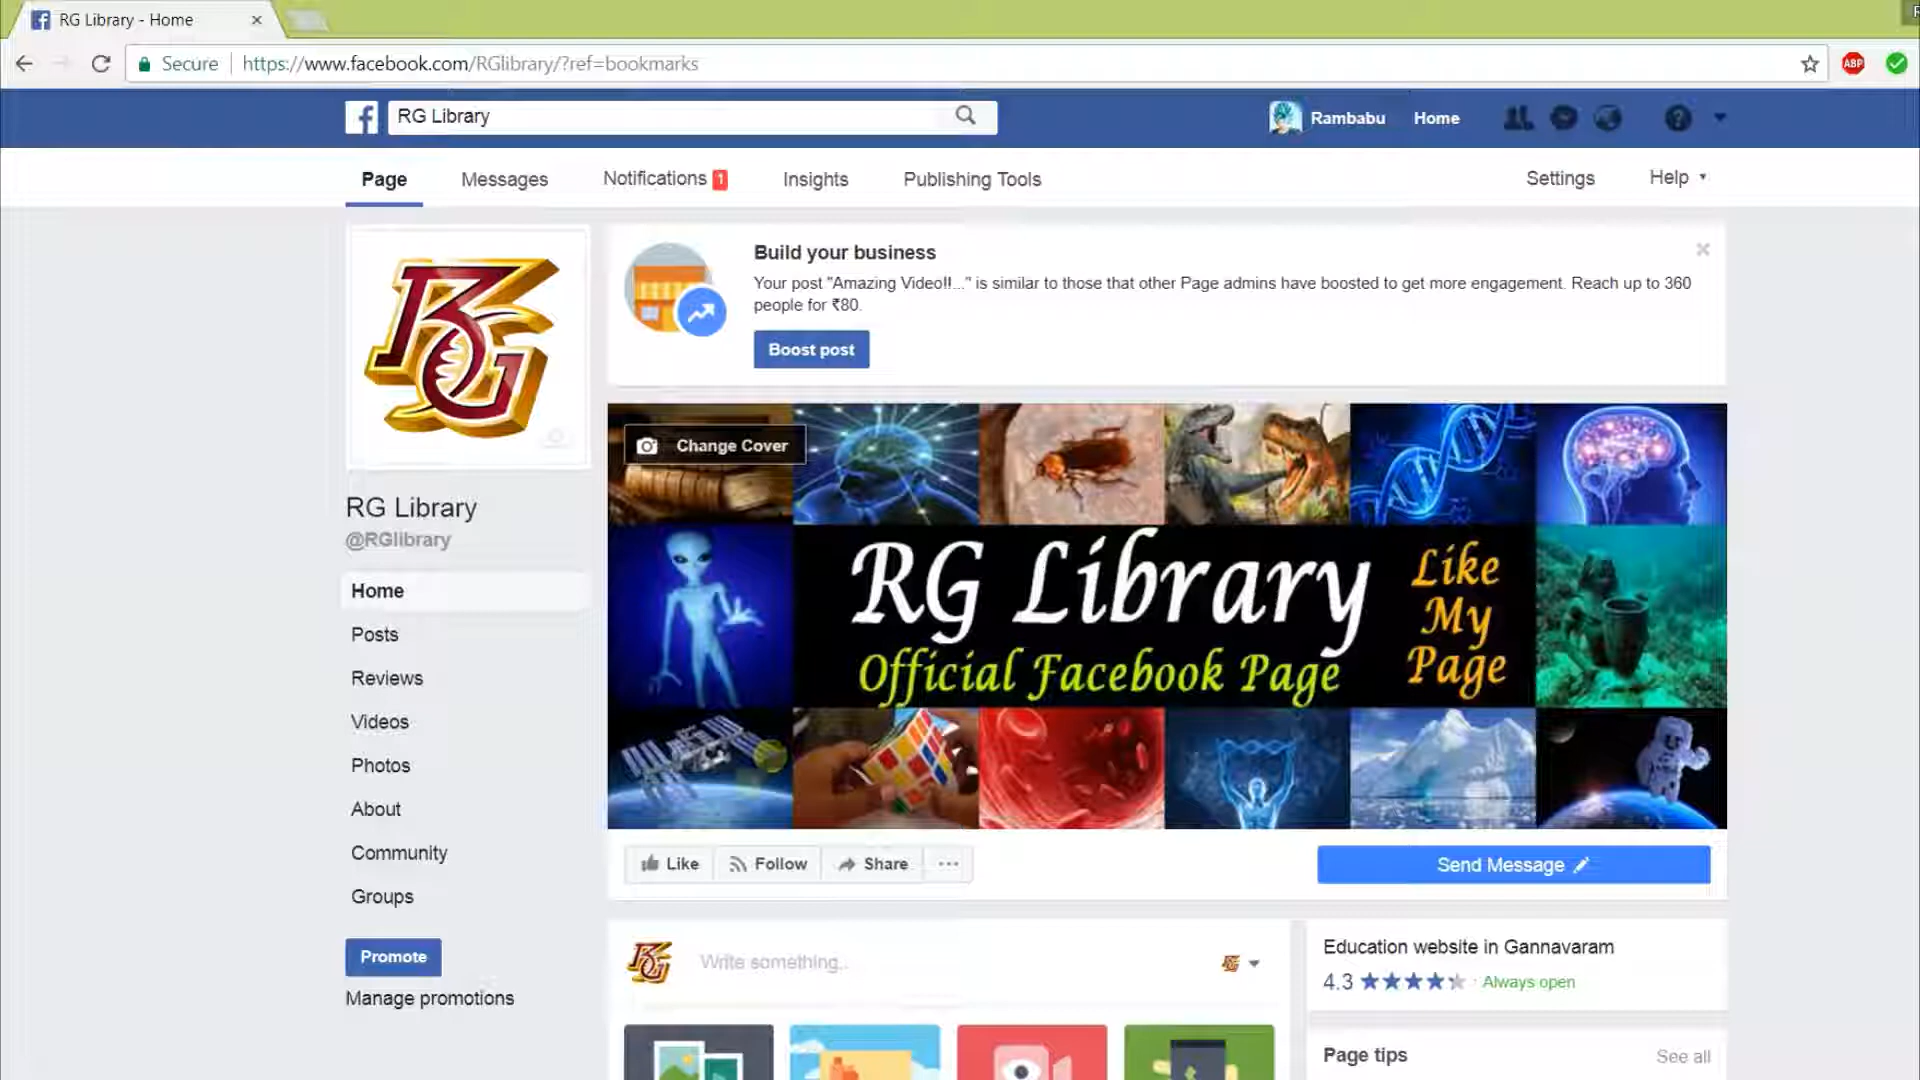 RG Library - Home
Secure
https://www.facebook.com/RGlibrary/?ref=bookmarks
ABP
RG Library
Rambabu
Home
Page
Messages
Notifications 1
Insights
Publishing Tools
Settings
Help
Build your business
Your post "Amazing Video!!..." is similar to those that other Page admins have boosted to get more engagement. Reach up to 360
people for ₹80.
Boost post
RG
Change Cover
RG Library
Official Facebook Page
Like
My
Page
RG Library
@RGlibrary
Home
Posts
Reviews
Videos
Photos
About
Community
Groups
Promote
Manage promotions
Like
Follow
Share
Send Message
RG
Write something..
Education website in Gannavaram
4.3
Always open
Page tips
See all